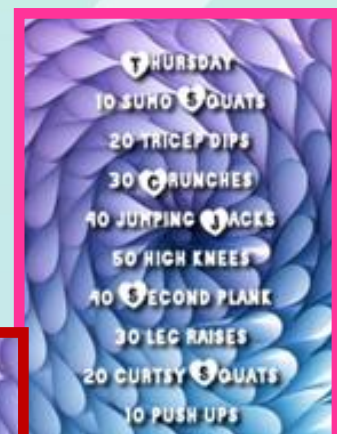 THURSDAY
10 SUMO SQUATS
20 TRICEP DIPS
30 CRUNCHES
40 JUMPING JACKS
50 HIGH KNEES
40 SECOND PLANK
30 LEG RAISES
20 CURTSY SQUATS
10 PUSH UPS